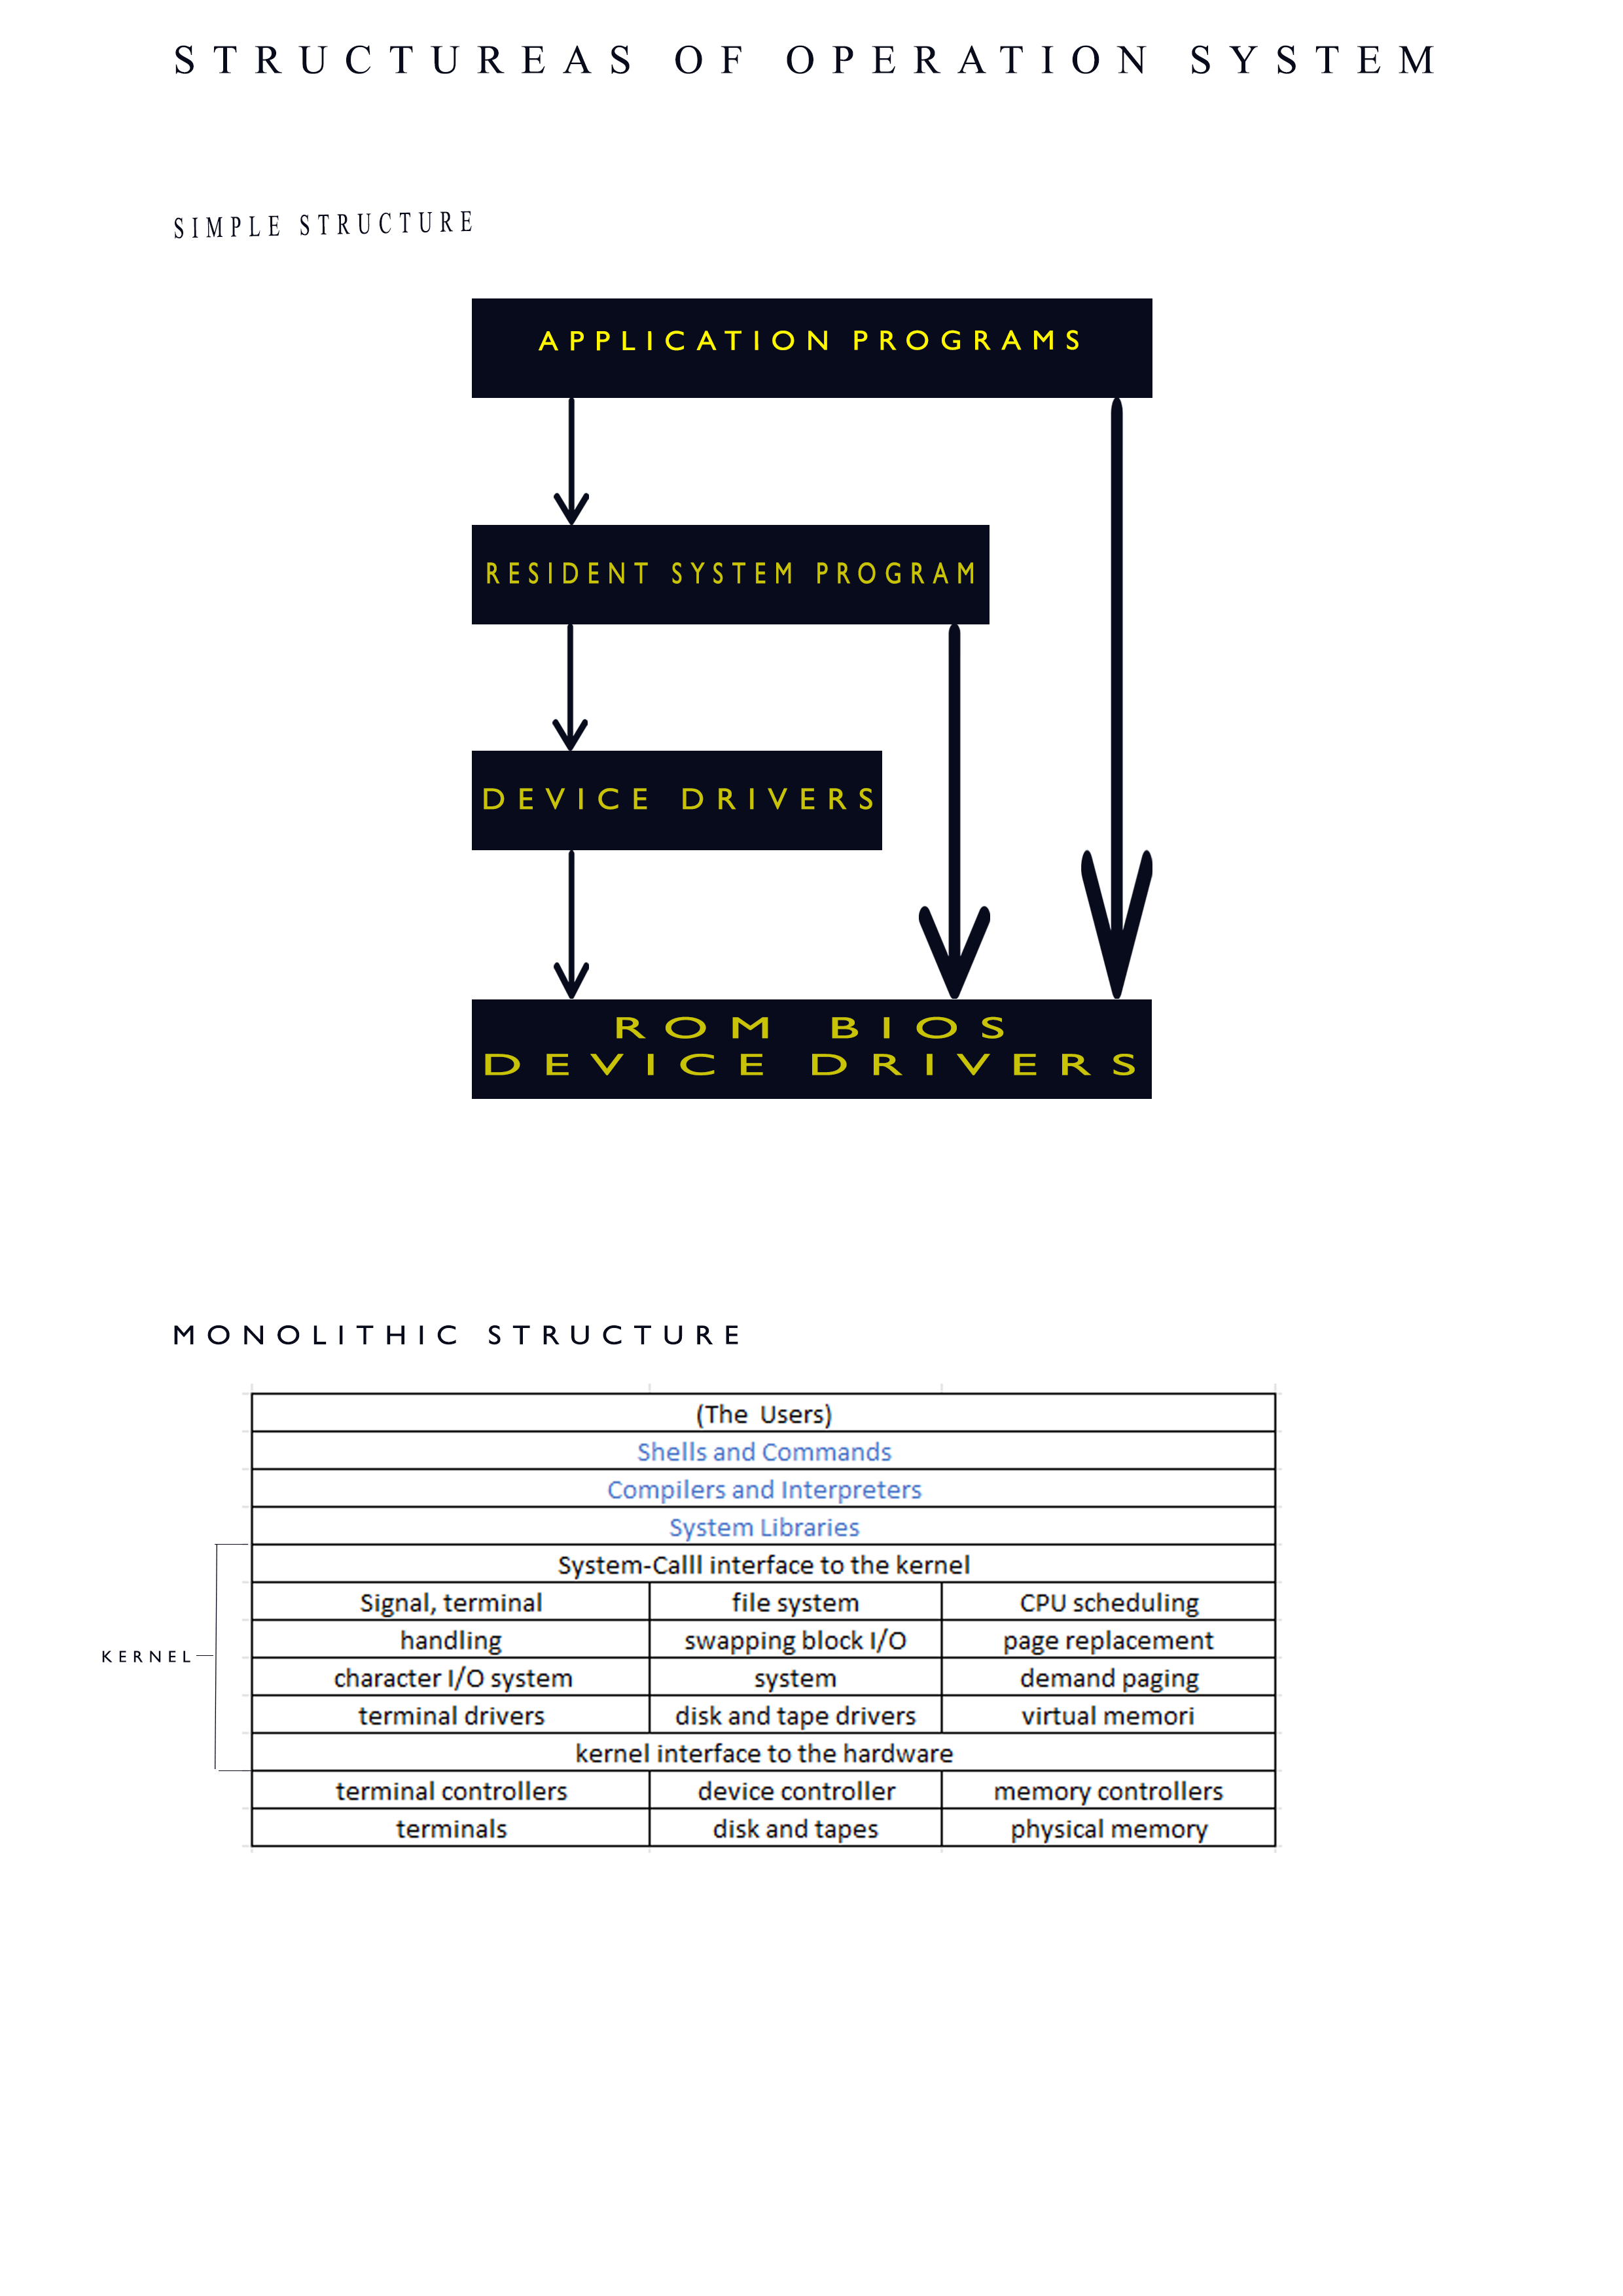 STRUCTUREAS OF OPERATION SYSTEM
SIMPLE STRUCTURE
APPLICATION PROGRAMS
RESIDENT SYSTEM PROGRAM
DEVICE DRIVERS
ROM BIOS
DEVICE DRIVERS
MONOLITHIC STRUCTURE
(The Users)
Shells and Commands
Compilers and Interpreters
System Libraries
System-Calll interface to the kernel
Signal, terminal file system CPU scheduling
handling swapping block I/O page replacement
KERNEL
character I/O system system demand paging
terminal drivers disk and tape drivers virtual memori
kernel interface to the hardware
terminal controllers device controller memory controllers
terminals disk and tapes physical memory